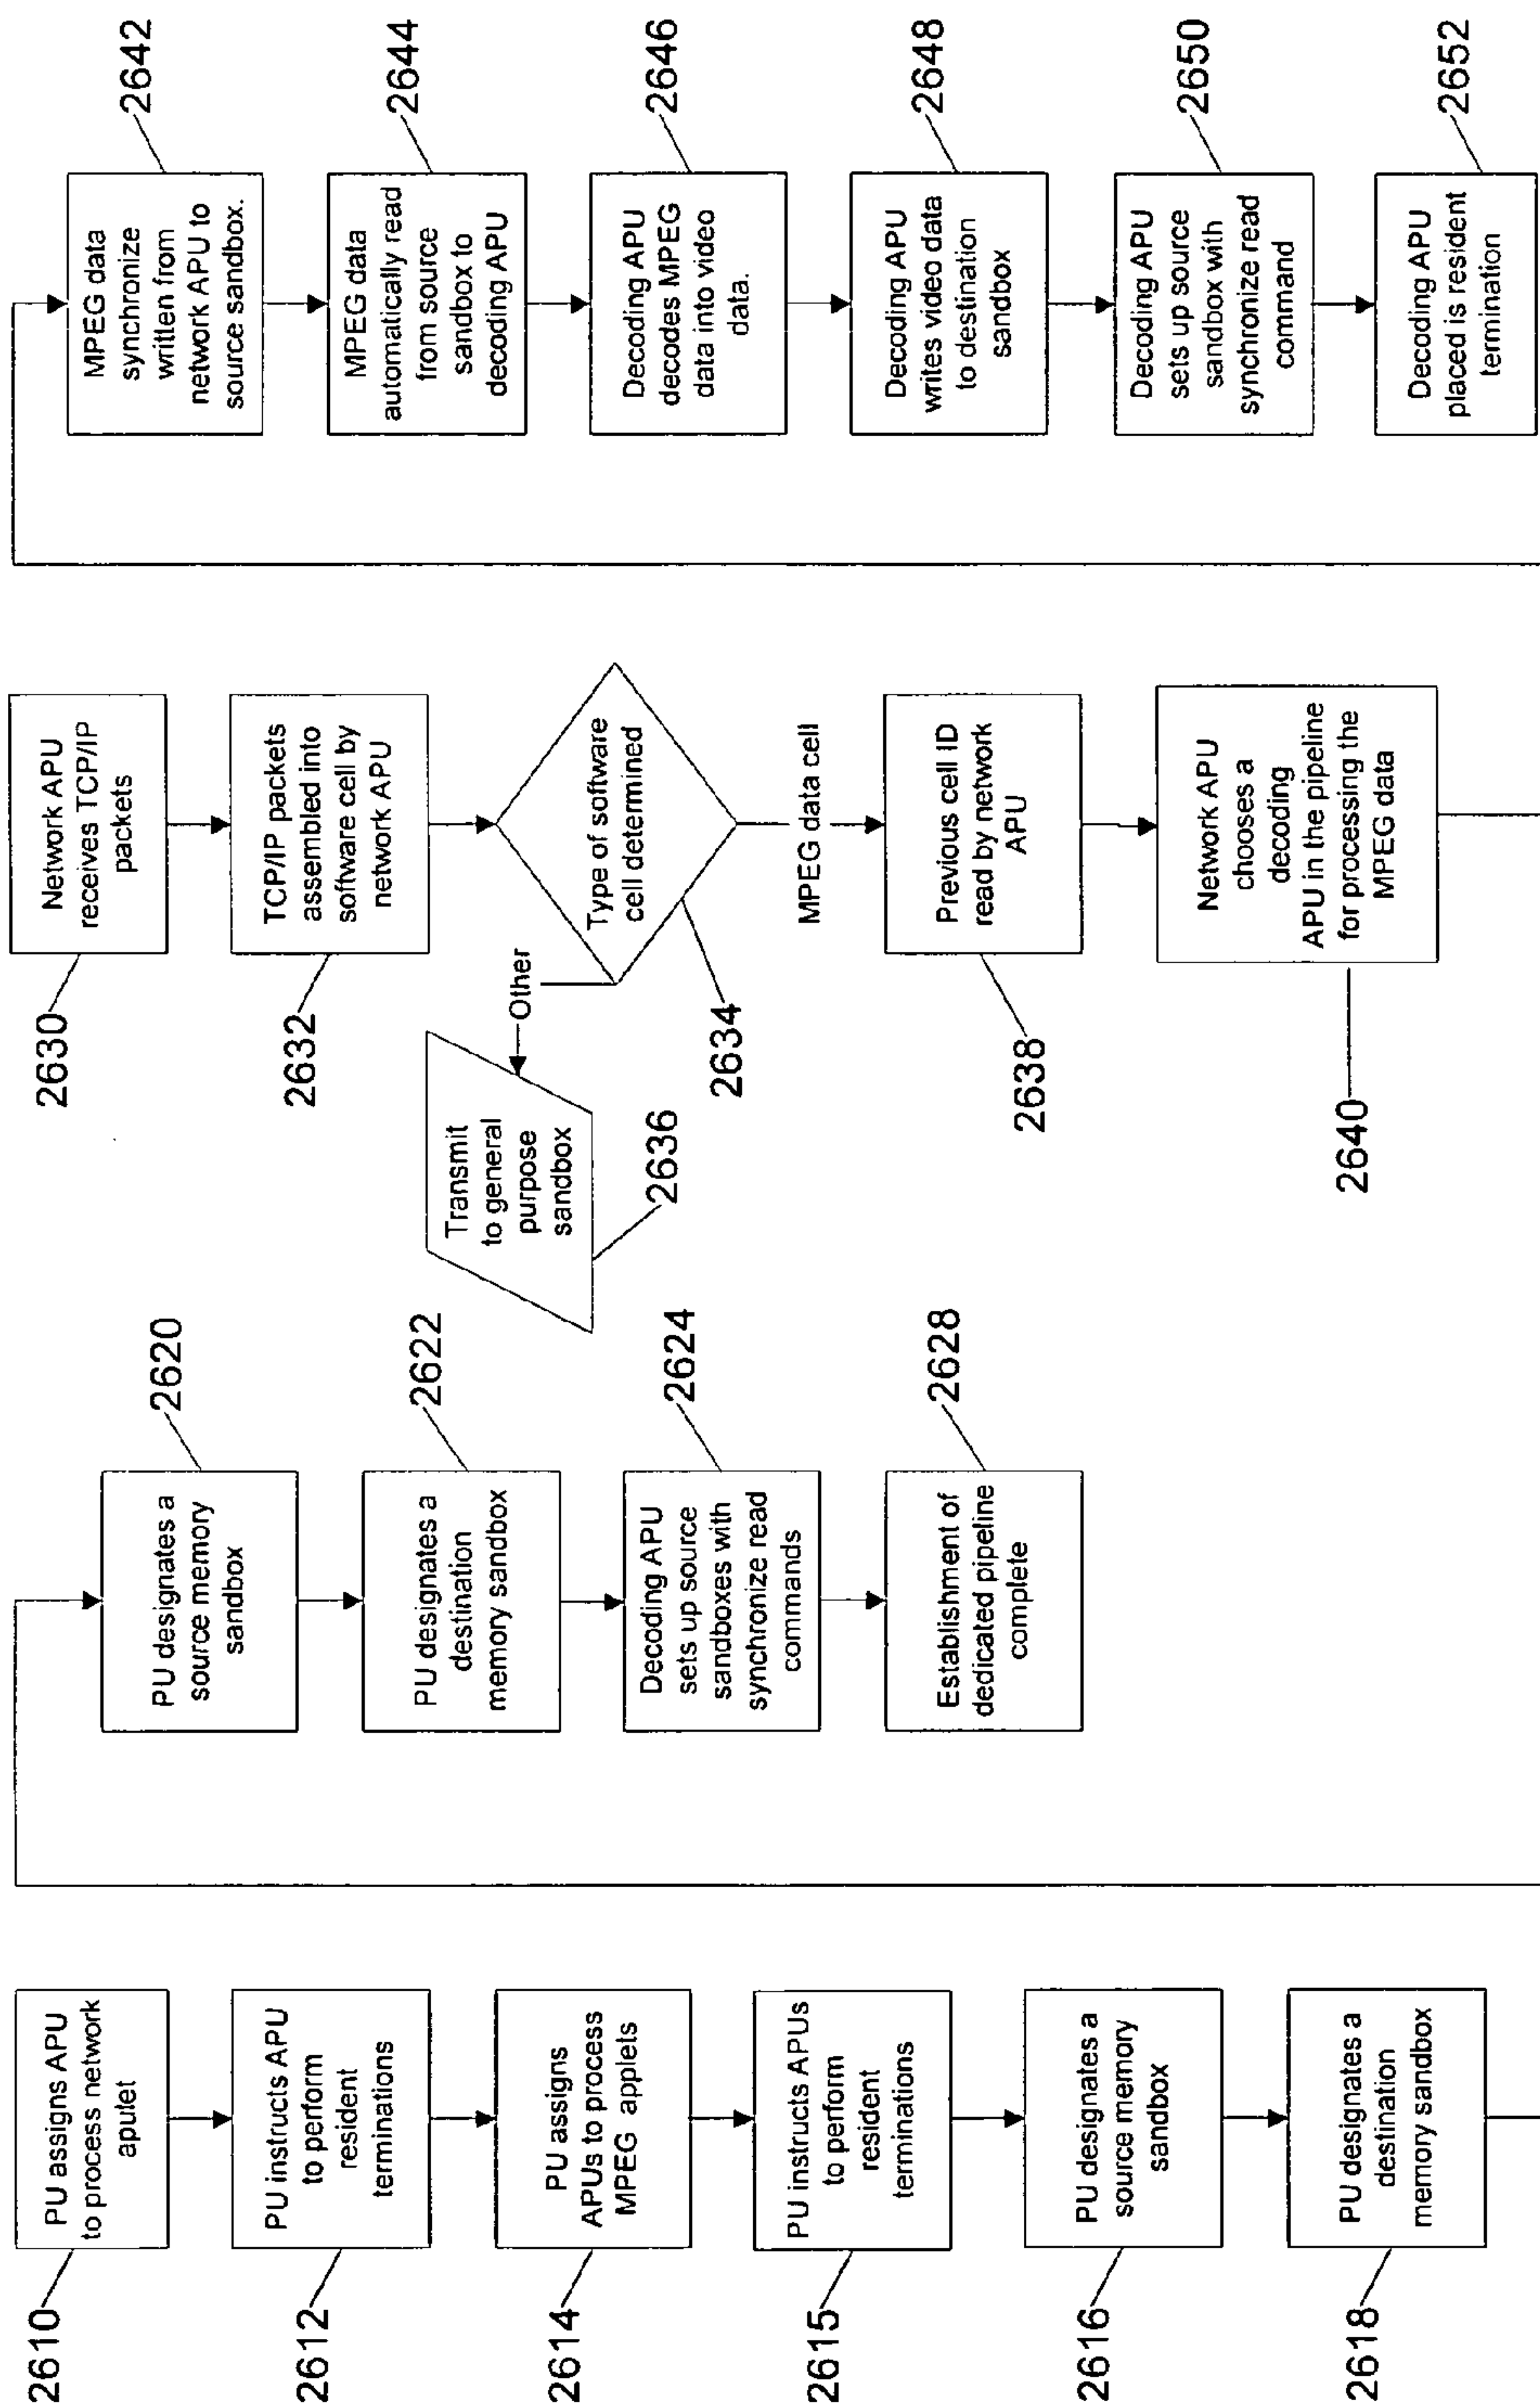 2610
PU assigns APU
to process network
aputlet
2612
PU instructs APU
to perform
resident
terminations
2614
PU assigns
APUs to process
MPEG applets
2615
PU instructs APUs
to perform
resident
terminations
2616
PU designates a
source memory
sandbox
2618
PU designates a
destination
memory sandbox
2620
PU designates a
source memory
sandbox
2622
PU designates a
destination
memory sandbox
2624
Decoding APU
sets up source
sandboxes with
synchronize read
commands
2628
Establishment of
dedicated pipeline
complete
2630
Network APU
receives TCP/IP
packets
2632
TCP/IP packets
assembled into
software cell by
network APU
Type of software
cell determined
2634
Other
Transmit
to general
purpose
sandbox
2636
MPEG data cell
2638
Previous cell ID
read by network
APU
2640
Network APU
chooses a
decoding
APU in the pipeline
for processing the
MPEG data
2642
MPEG data
synchronize
written from
network APU to
source sandbox.
2644
MPEG data
automatically read
from source
sandbox to
decoding APU
2646
Decoding APU
decodes MPEG
data into video
data.
2648
Decoding APU
writes video data
to destination
sandbox
2650
Decoding APU
sets up source
sandbox with
synchronize read
command
2652
Decoding APU
placed is resident
termination